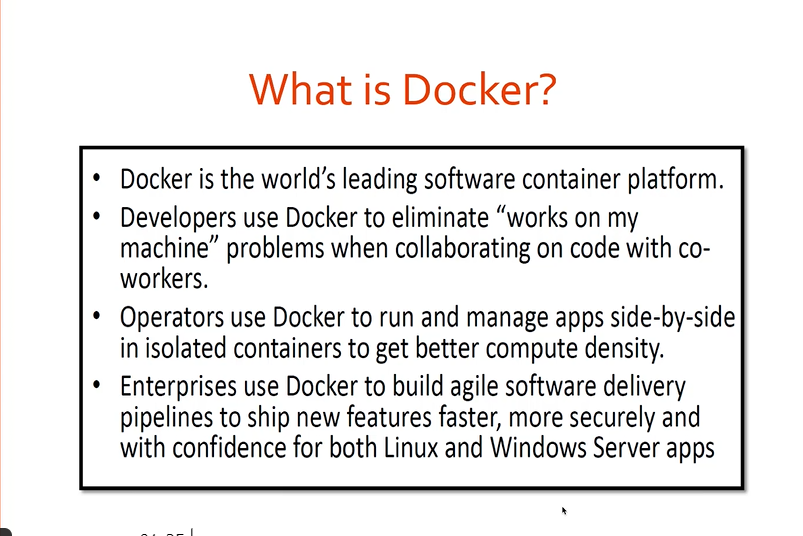 What is Docker?
• Docker is the world’s leading software container platform.
• Developers use Docker to eliminate “works on my
machine” problems when collaborating on code with co-
workers.
• Operators use Docker to run and manage apps side-by-side
in isolated containers to get better compute density.
• Enterprises use Docker to build agile software delivery
pipelines to ship new features faster, more securely and
with confidence for both Linux and Windows Server apps